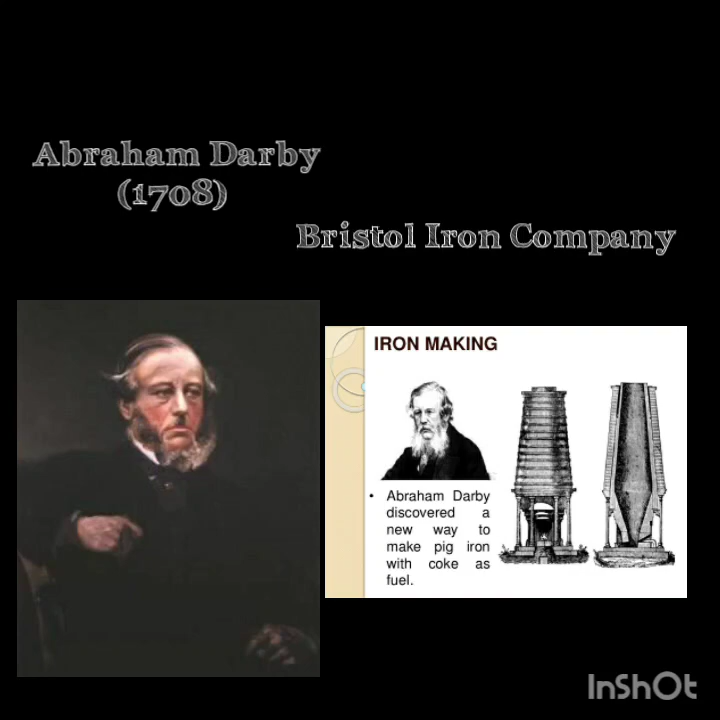 Abraham Darby
(1708)
Bristol Iron Company
IRON MAKING
• Abraham Darby
discovered a
new way to
make pig iron
with coke as
fuel.
InShOt